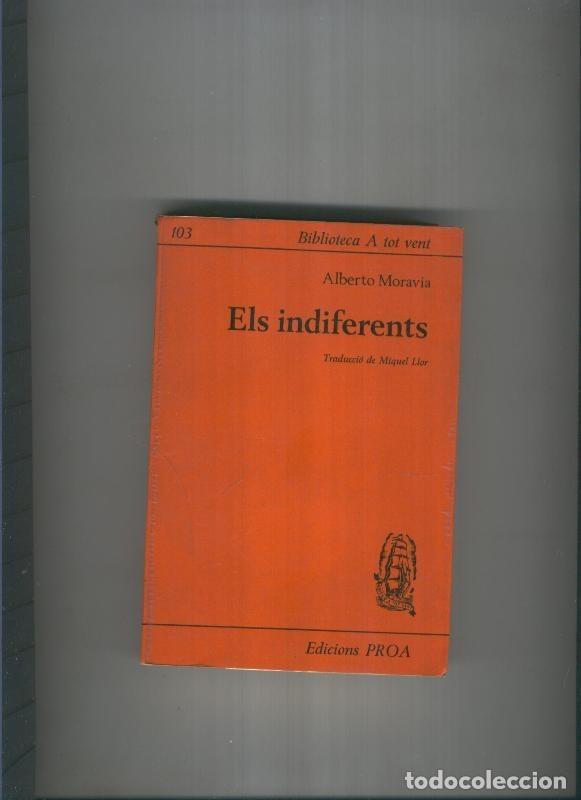 103 Biblioteca A tot vent
Alberto Moravia
Els indiferents
Traducció de Miquel Llor
Edicions PROA
todocoleccion